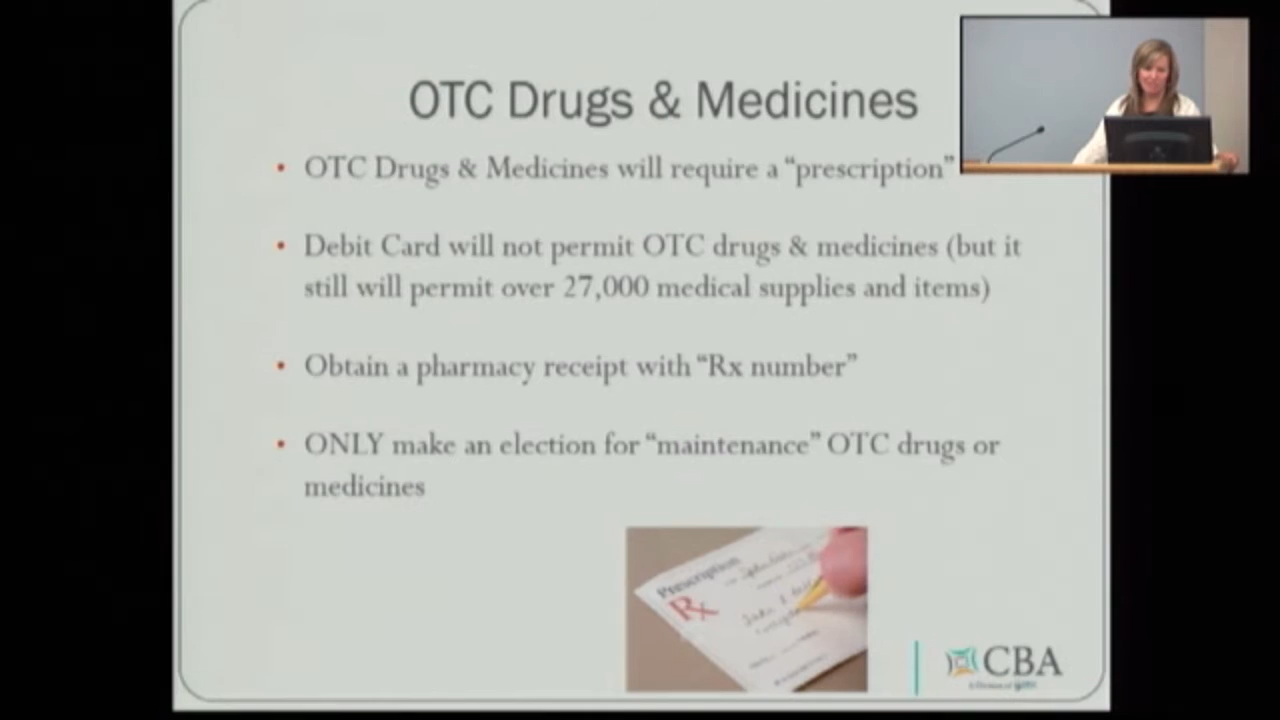 OTC Drugs & Medicines
• OTC Drugs & Medicines will require a “prescription”
• Debit Card will not permit OTC drugs & medicines (but it
still will permit over 27,000 medical supplies and items)
• Obtain a pharmacy receipt with “Rx number”
• ONLY make an election for “maintenance” OTC drugs or
medicines
Prescription
Rx
CBA